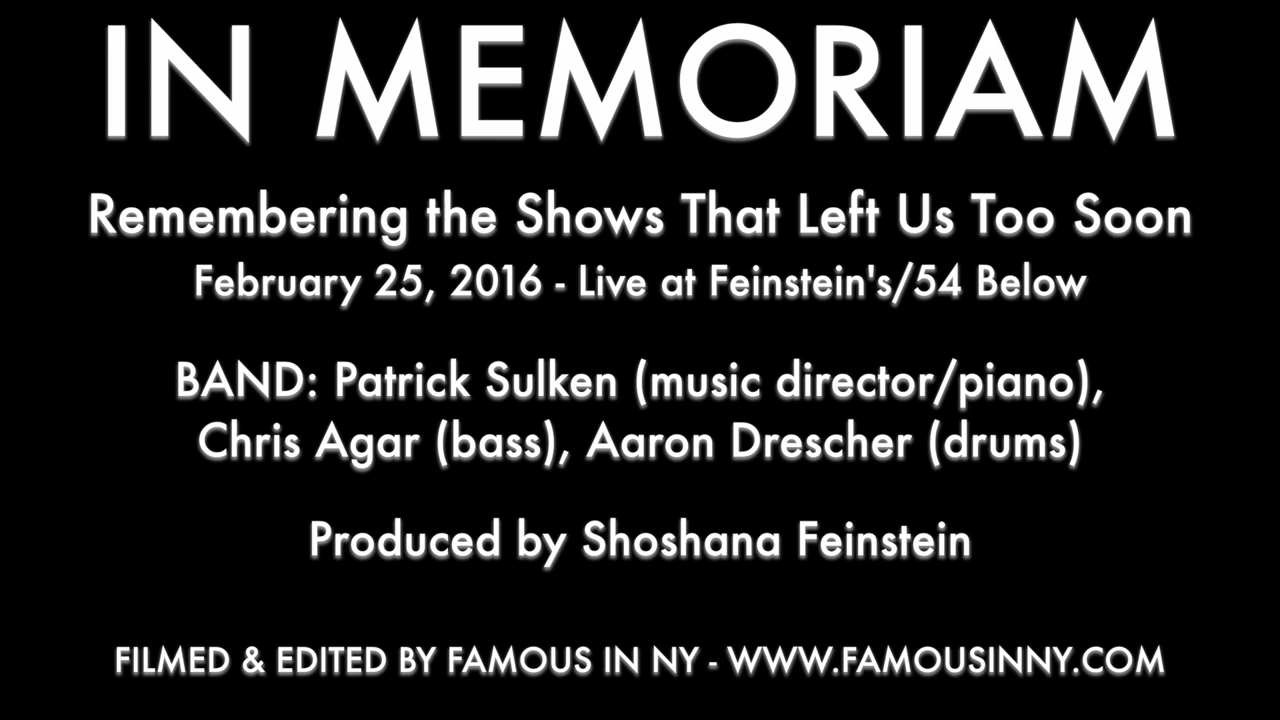 IN MEMORIAM
Remembering the Shows That Left Us Too Soon
February 25, 2016 - Live at Feinstein's/54 Below
BAND: Patrick Sulken (music director/piano),
Chris Agar (bass), Aaron Drescher (drums)
Produced by Shoshana Feinstein
FILMED & EDITED BY FAMOUS IN NY - WWW.FAMOUSINNY.COM